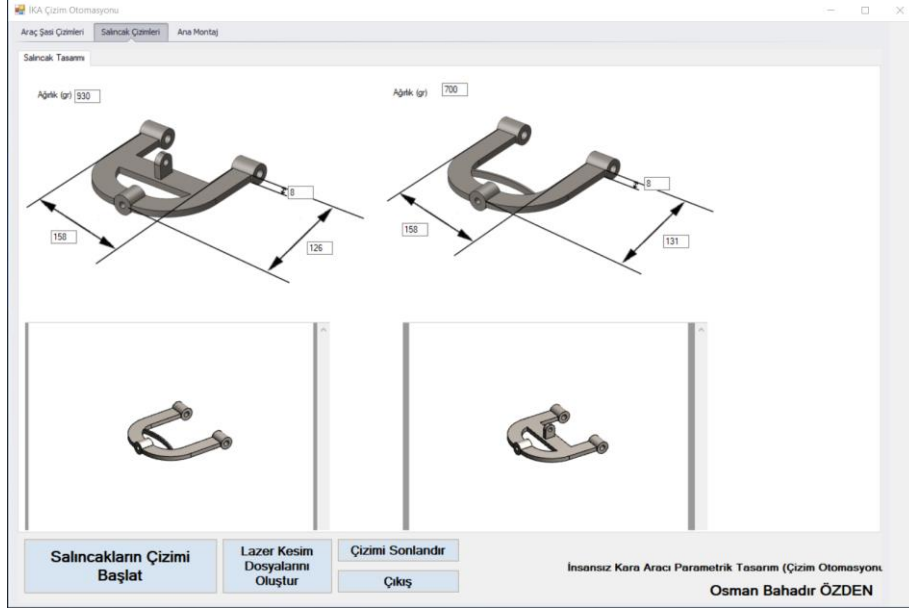 İKA Çizim Otomasyonu
Araç Şasi Çizimleri Salıncak Çizimleri Ana Montaj
Salıncak Tasarımı
Ağırlık (gr) 930
Ağırlık (gr) 700
8
158
126
8
158
131
Salıncakların Çizimi
Başlat
Lazer Kesim
Dosyalarını
Oluştur
Çizimi Sonlandır
Çıkış
İnsansız Kara Aracı Parametrik Tasarım (Çizim Otomasyonu
Osman Bahadır ÖZDEN